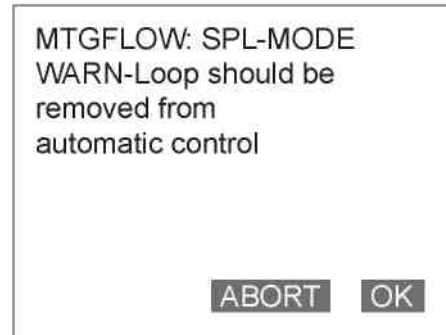 MTGFLOW: SPL-MODE
WARN-Loop should be
removed from
automatic control
ABORT OK